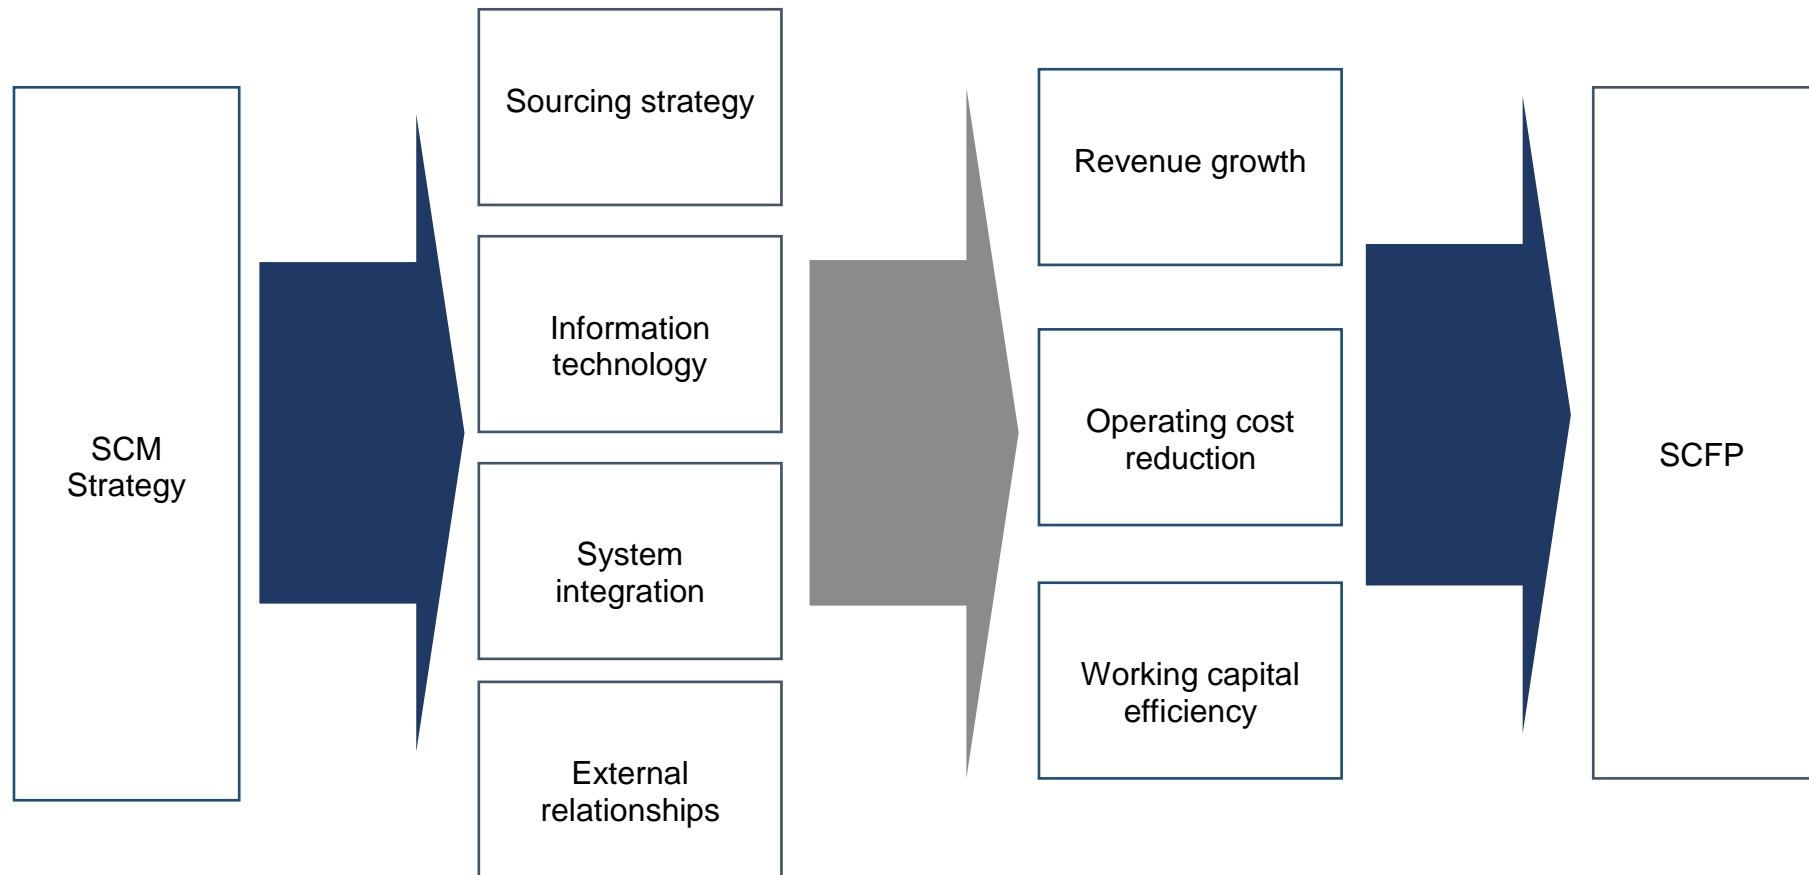 SCM
Strategy
Sourcing strategy
Information
technology
System
integration
External
relationships
Revenue growth
Operating cost
reduction
Working capital
efficiency
SCFP